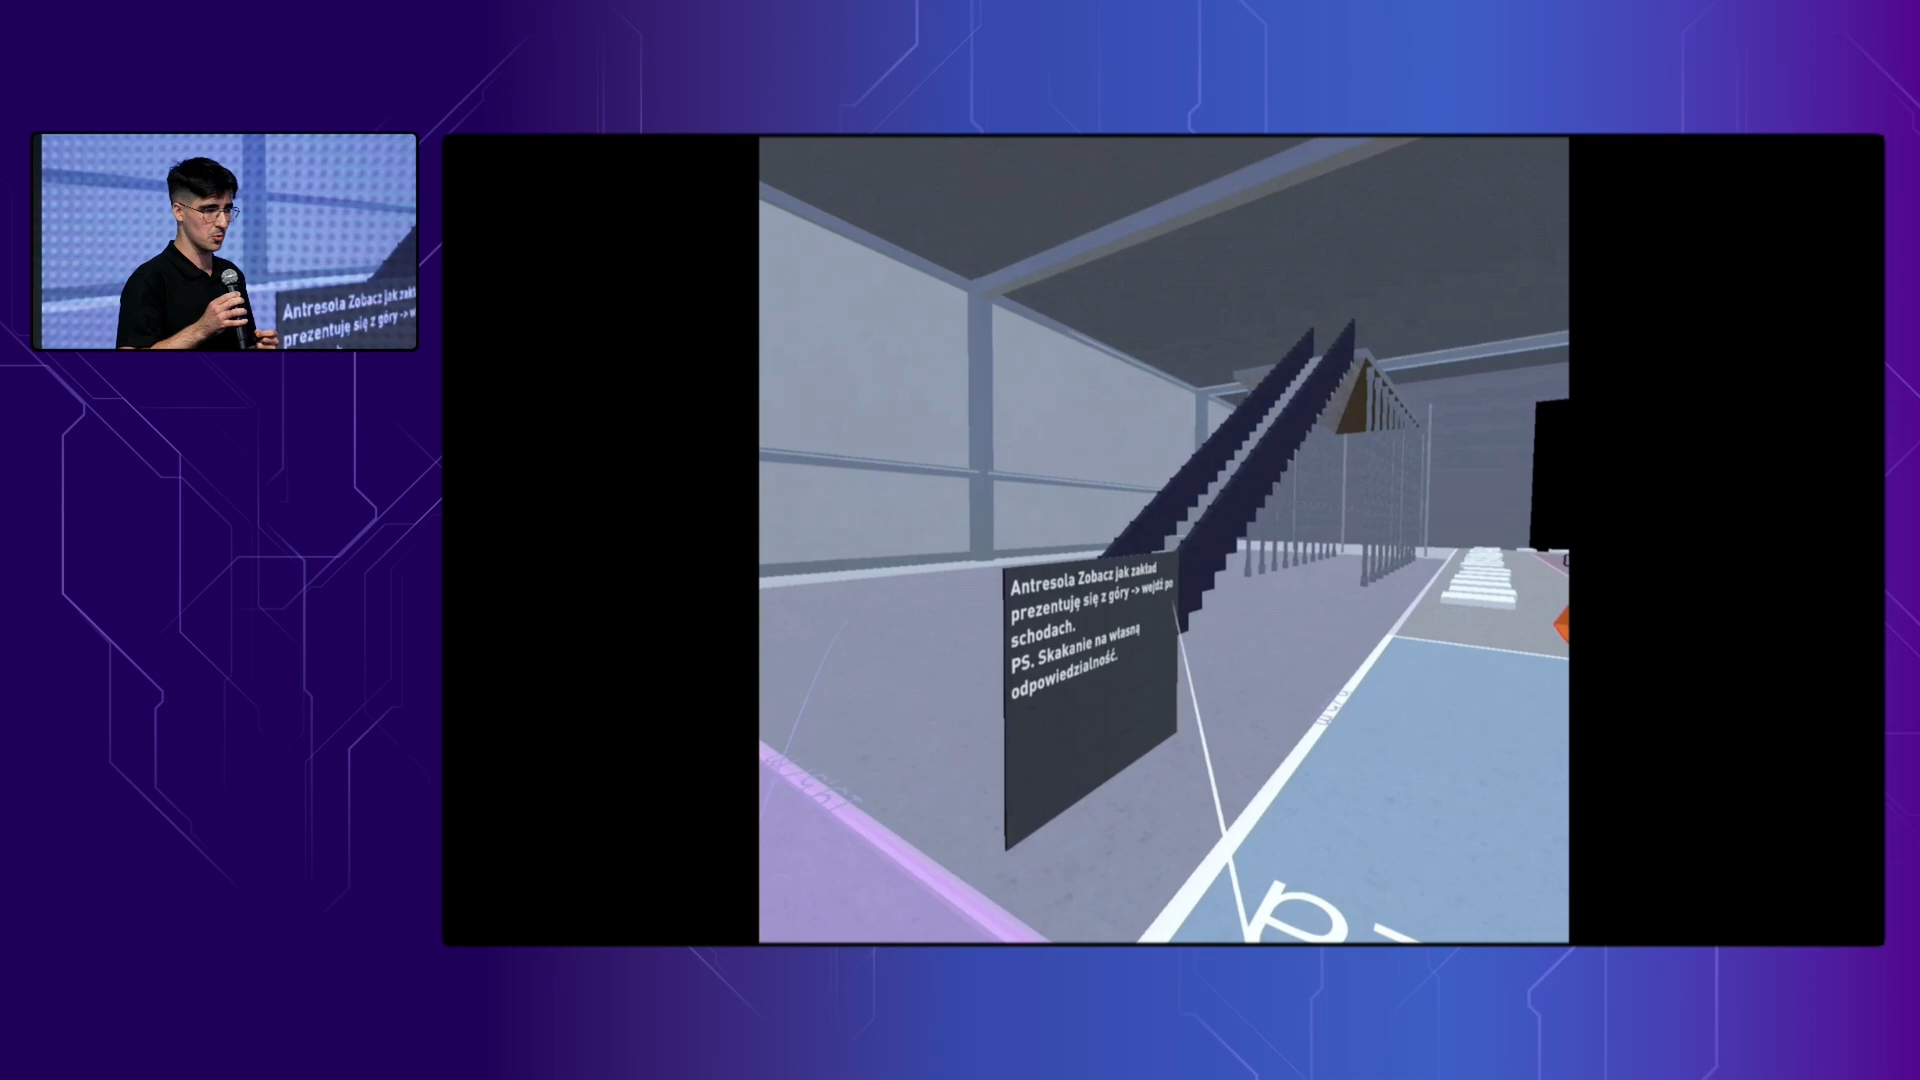 Antresola Zobacz jak zakł
prezentuję się z góry -> w
Antresola Zobacz jak zakład
prezentuję się z góry -> wejdź po
schodach.
PS. Skakanie na własną
odpowiedzialność.